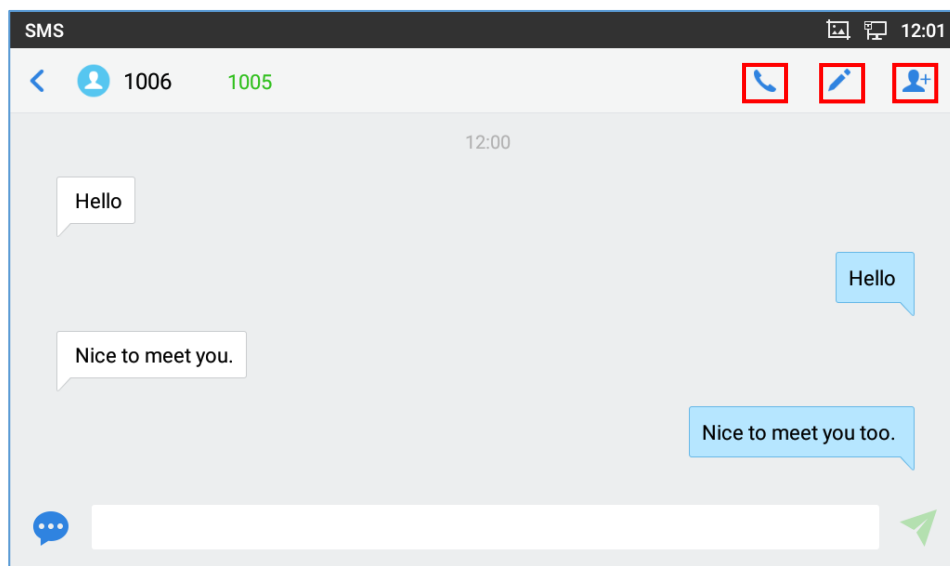 SMS 12:01
1006 1005
12:00
Hello
Hello
Nice to meet you.
Nice to meet you too.